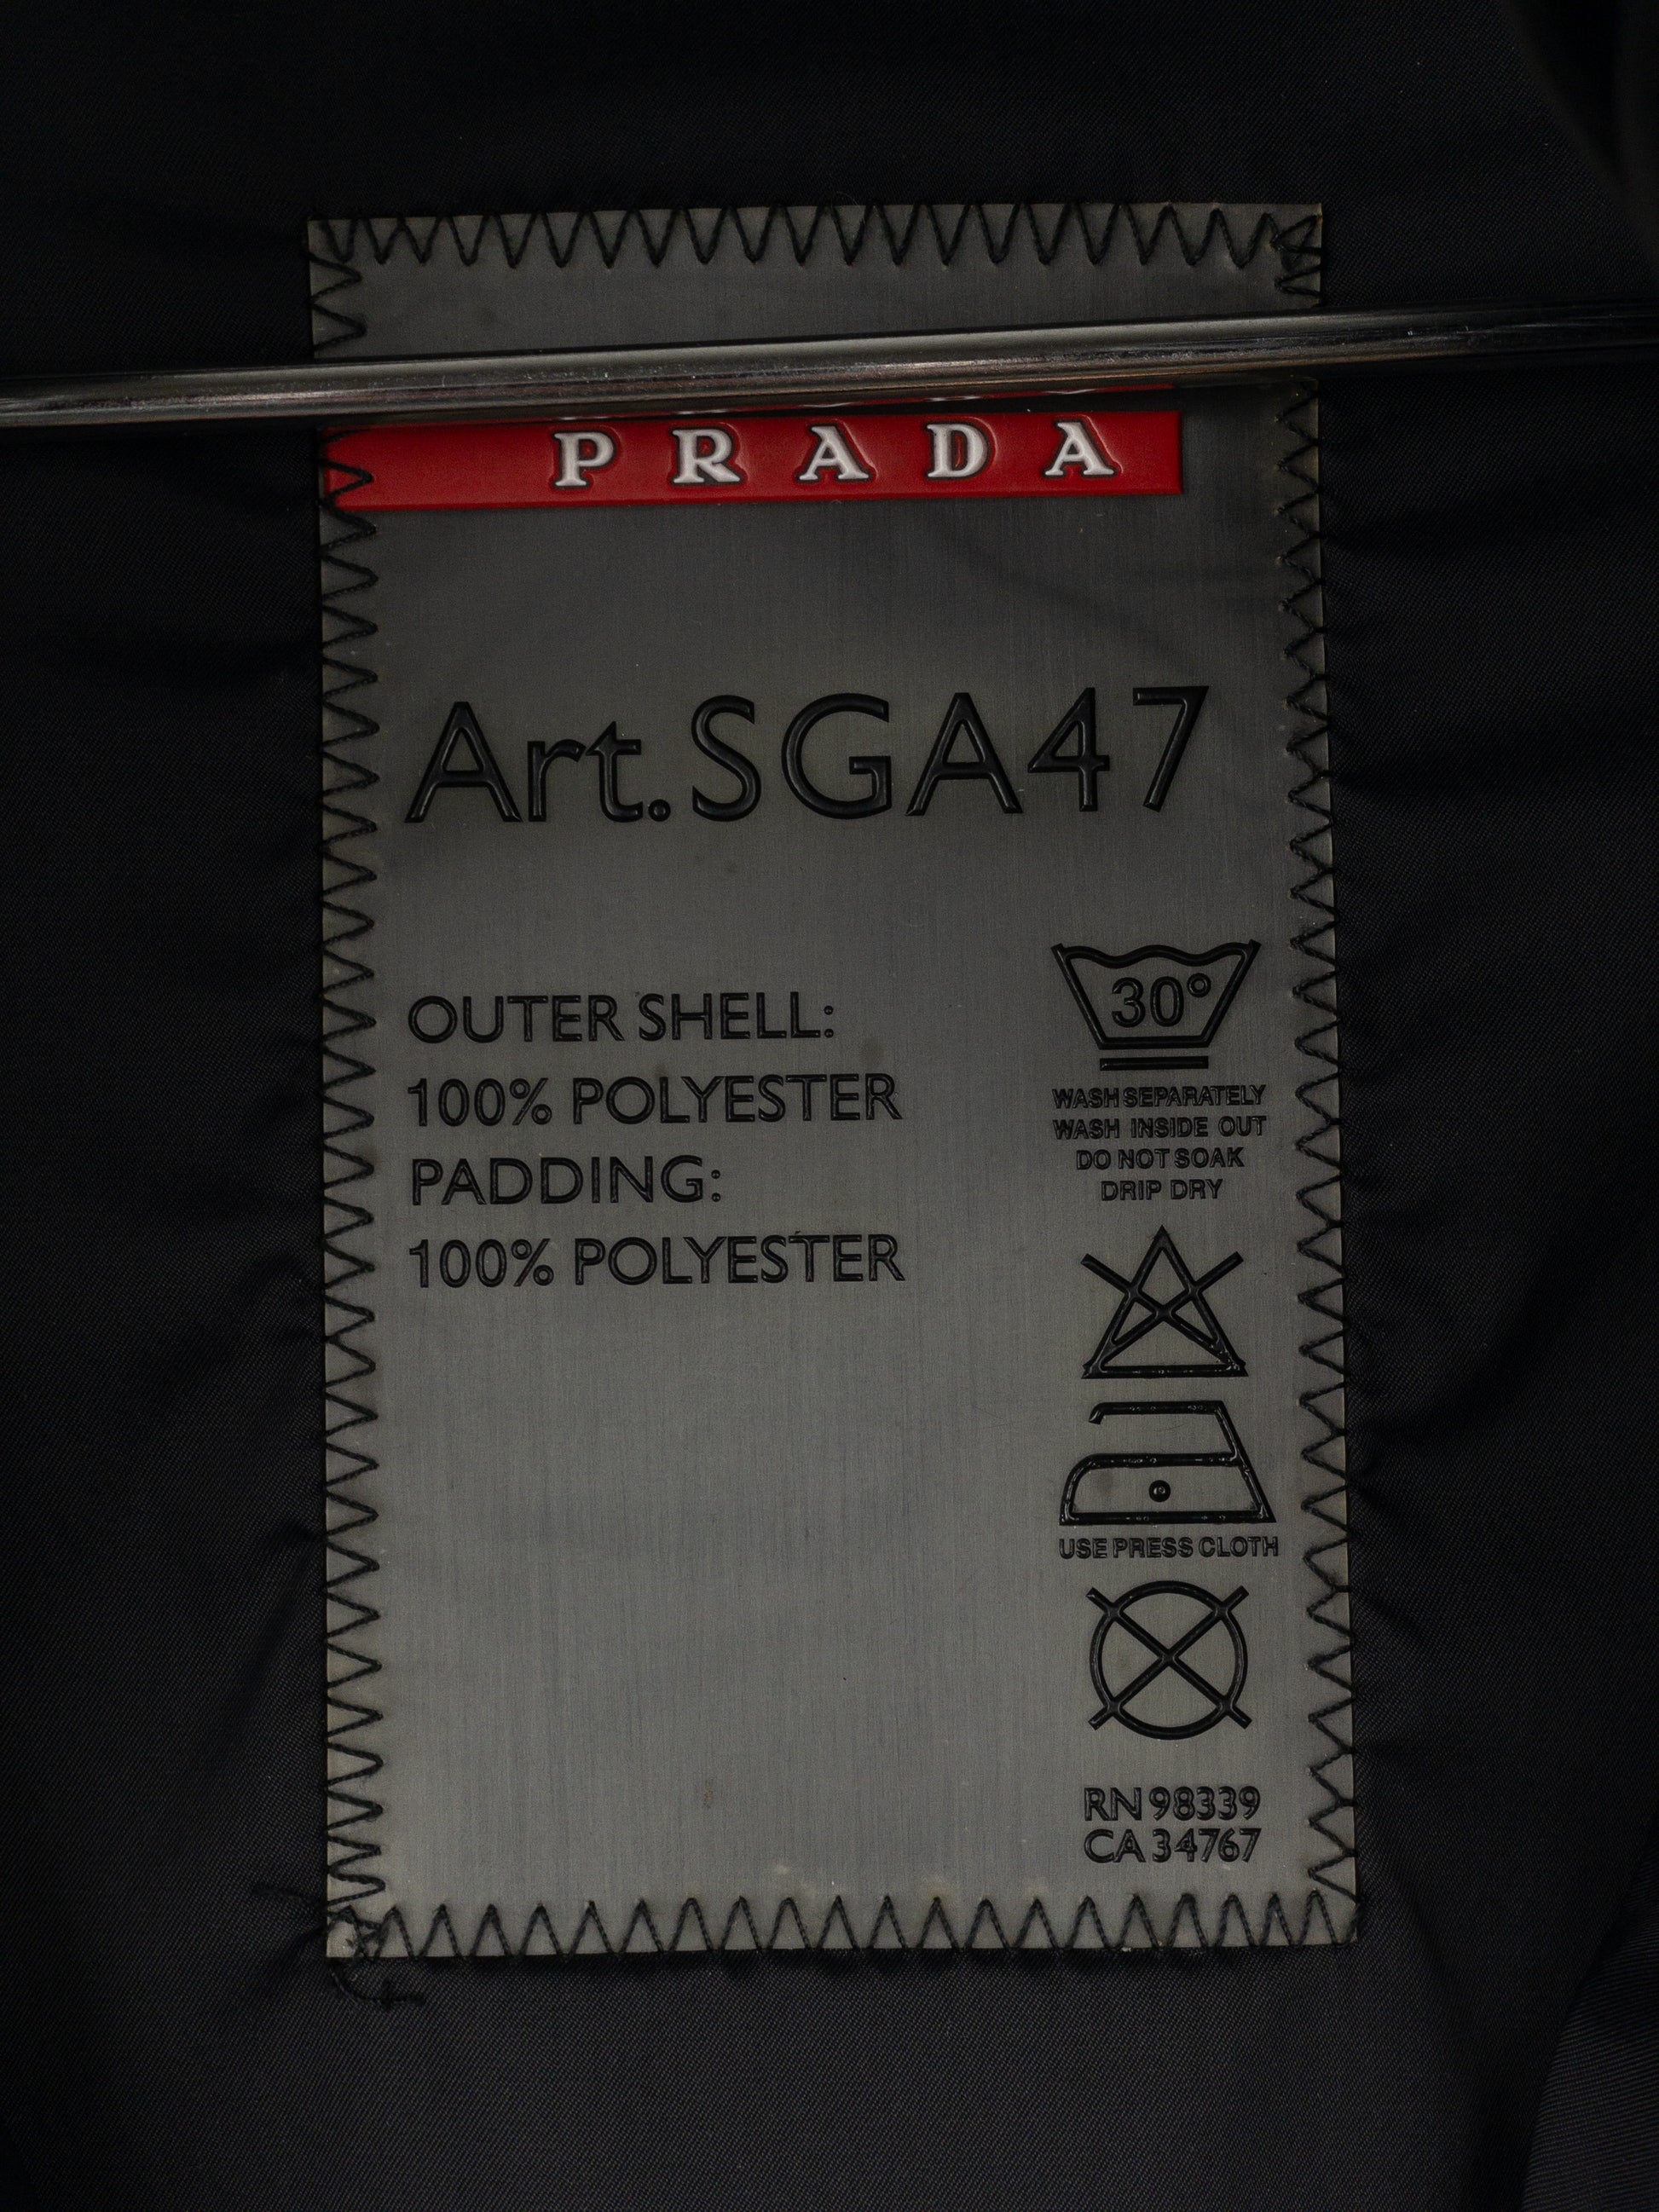 PRADA
Art. SGA47
OUTER SHELL:
100% POLYESTER
PADDING:
100% POLYESTER
30°
WASH SEPARATELY
WASH INSIDE OUT
DO NOT SOAK
DRIP DRY
USE PRESS CLOTH
RN 98339
CA 34767